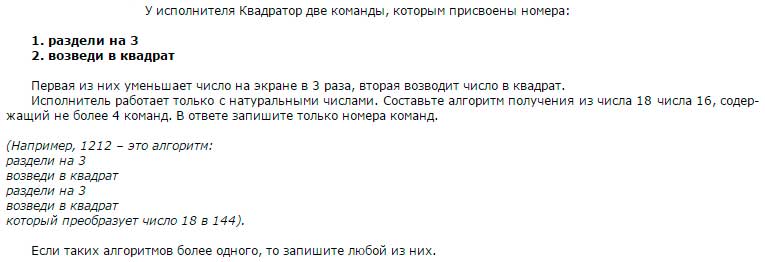 У исполнителя Квадратор две команды, которым присвоены номера:
1. раздели на 3
2. возведи в квадрат
Первая из них уменьшает число на экране в 3 раза, вторая возводит число в квадрат.
Исполнитель работает только с натуральными числами. Составьте алгоритм получения из числа 18 числа 16, содер-
жащий не более 4 команд. В ответе запишите только номера команд.
(Например, 1212 – это алгоритм:
раздели на 3
возведи в квадрат
раздели на 3
возведи в квадрат
который преобразует число 18 в 144).
Если таких алгоритмов более одного, то запишите любой из них.